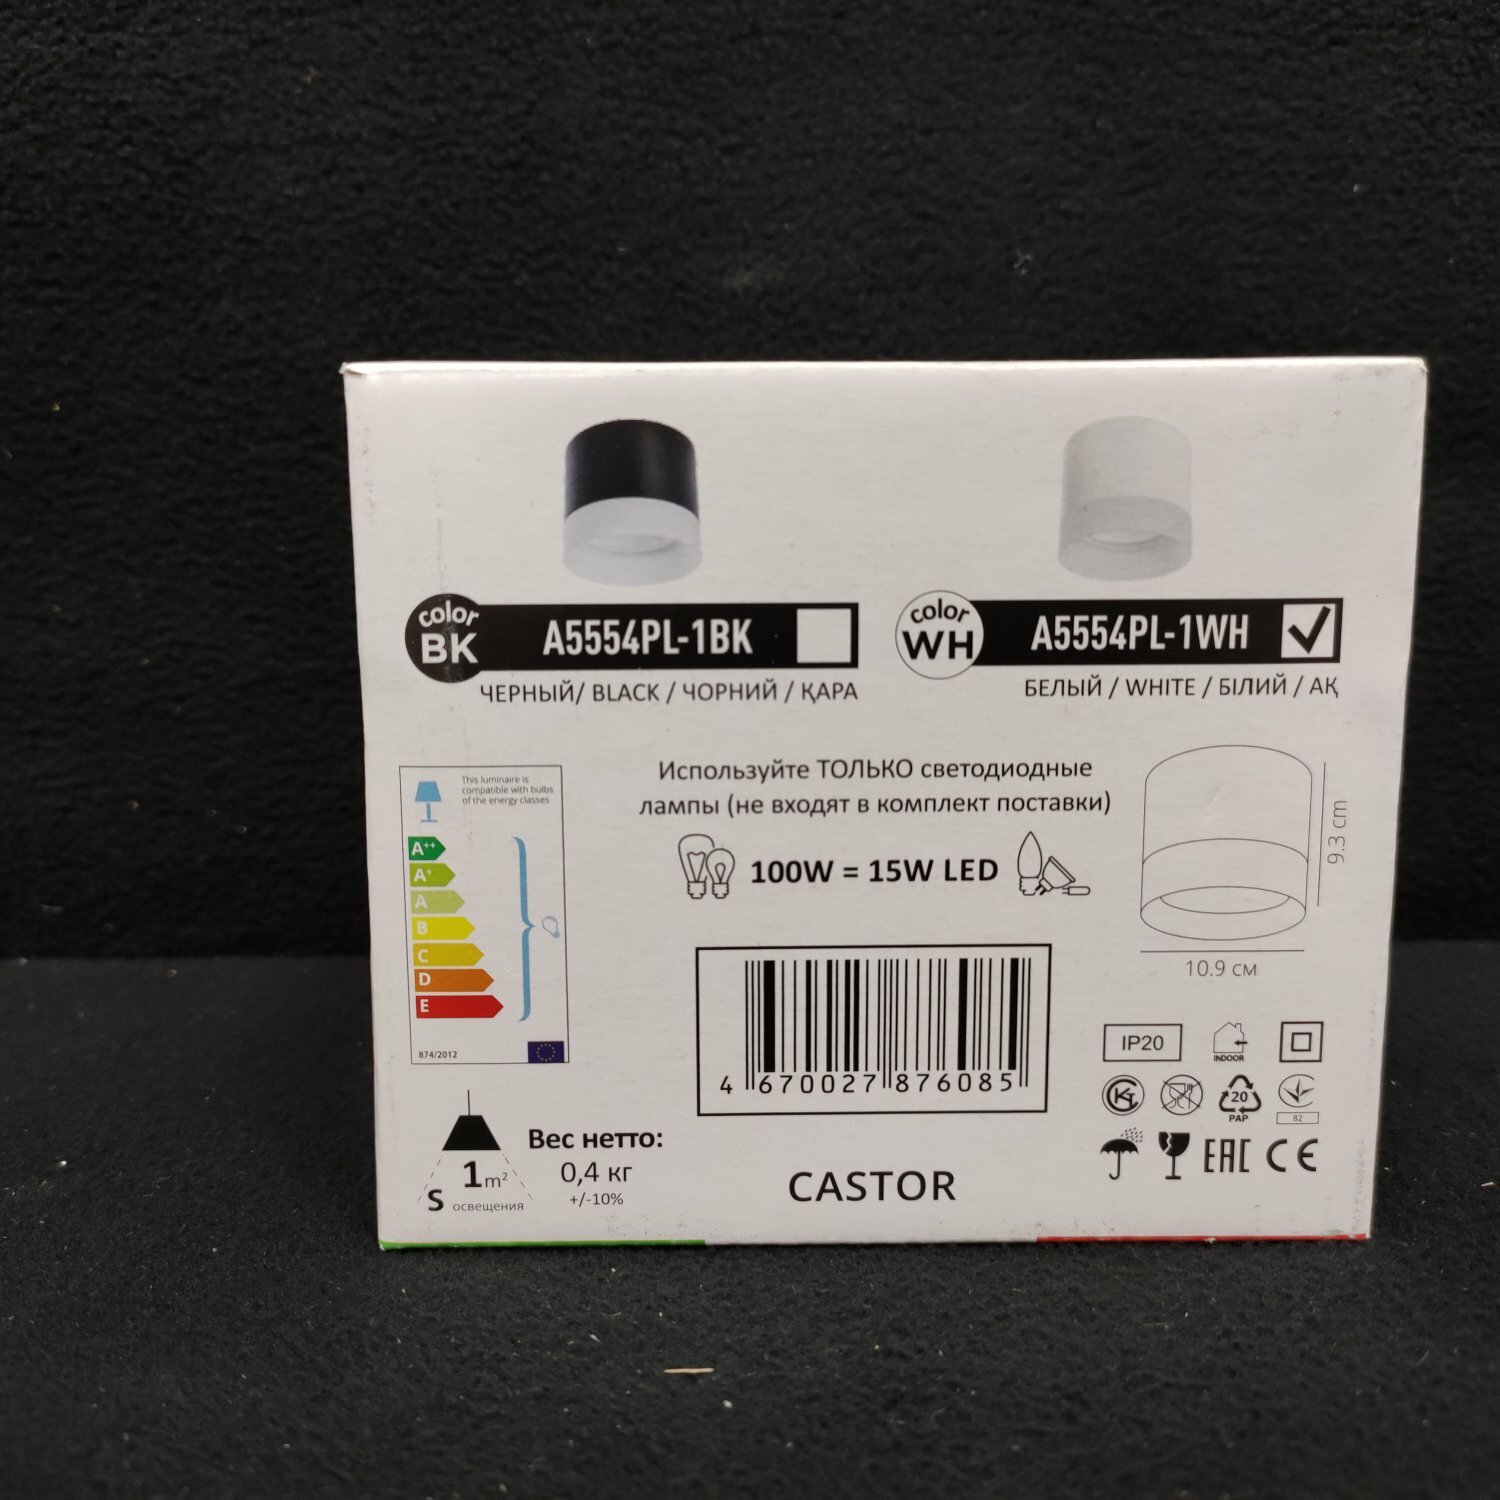 color
BK
A5554PL-1BK
ЧЕРНЫЙ/ BLACK / ЧОРНИЙ / ҚАРА
color
WH
A5554PL-1WH
БЕЛЫЙ / WHITE / БІЛИЙ / АҚ
This luminaire is
compatible with bulbs
of the energy classes
A++
A+
A
B
C
D
E
874/2012
Используйте ТОЛЬКО светодиодные
лампы (не входят в комплект поставки)
100W = 15W LED
9.3 cm
10.9 см
4 670027 876085
IP20
INDOOR
20
PAP
82
EAC CE
1m²
S освещения
Вес нетто:
0,4 кг
+/-10%
CASTOR